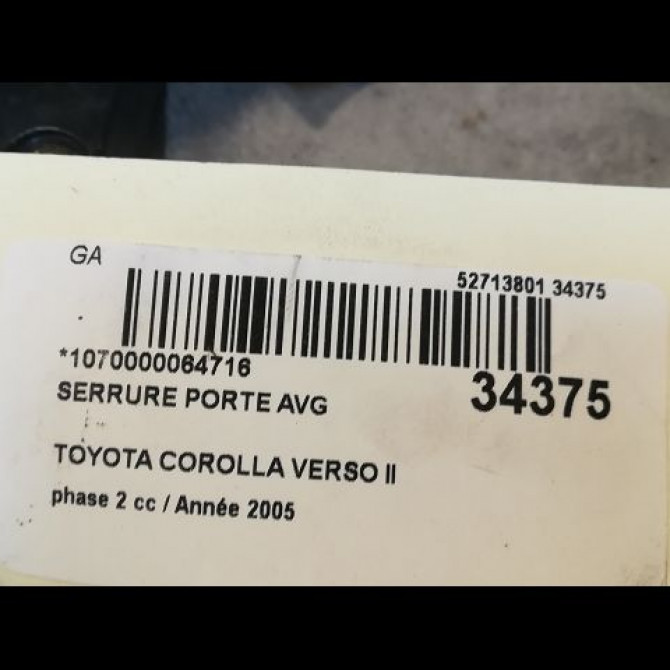 GA
52713801 34375
*1070000064716
34375
SERRURE PORTE AVG
TOYOTA COROLLA VERSO II
phase 2 cc / Année 2005